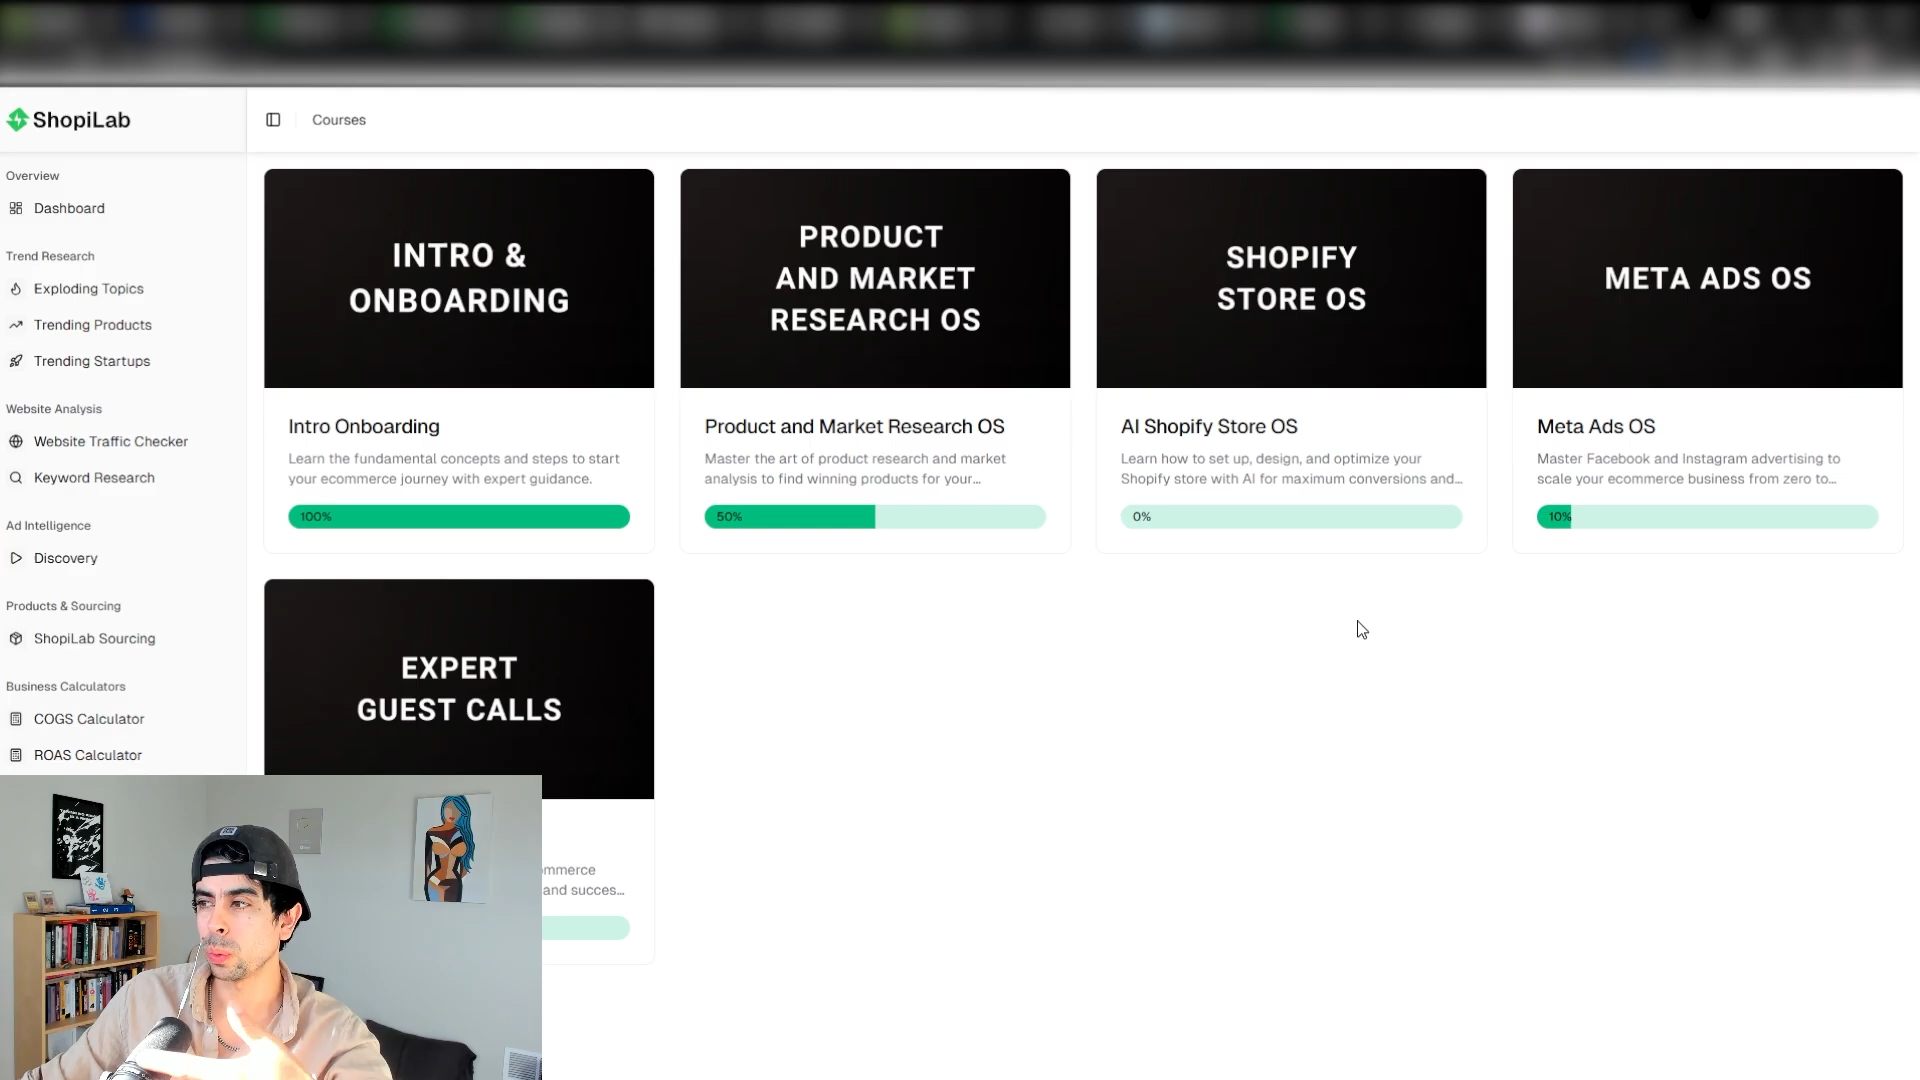 ShopiLab
Courses
Overview
Dashboard
Trend Research
Exploding Topics
Trending Products
Trending Startups
Website Analysis
Website Traffic Checker
Keyword Research
Ad Intelligence
Discovery
Products & Sourcing
ShopiLab Sourcing
Business Calculators
COGS Calculator
ROAS Calculator
INTRO &
ONBOARDING
Intro Onboarding
Learn the fundamental concepts and steps to start
your ecommerce journey with expert guidance.
100%
PRODUCT
AND MARKET
RESEARCH OS
Product and Market Research OS
Master the art of product research and market
analysis to find winning products for your...
50%
SHOPIFY
STORE OS
AI Shopify Store OS
Learn how to set up, design, and optimize your
Shopify store with AI for maximum conversions and...
0%
META ADS OS
Meta Ads OS
Master Facebook and Instagram advertising to
scale your ecommerce business from zero to...
10%
EXPERT
GUEST CALLS
ommerce
and succes...